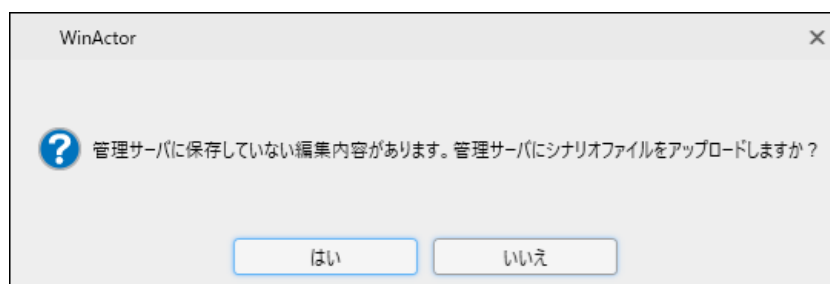 WinActor
管理サーバに保存していない編集内容があります。管理サーバにシナリオファイルをアップロードしますか？
はい
いいえ